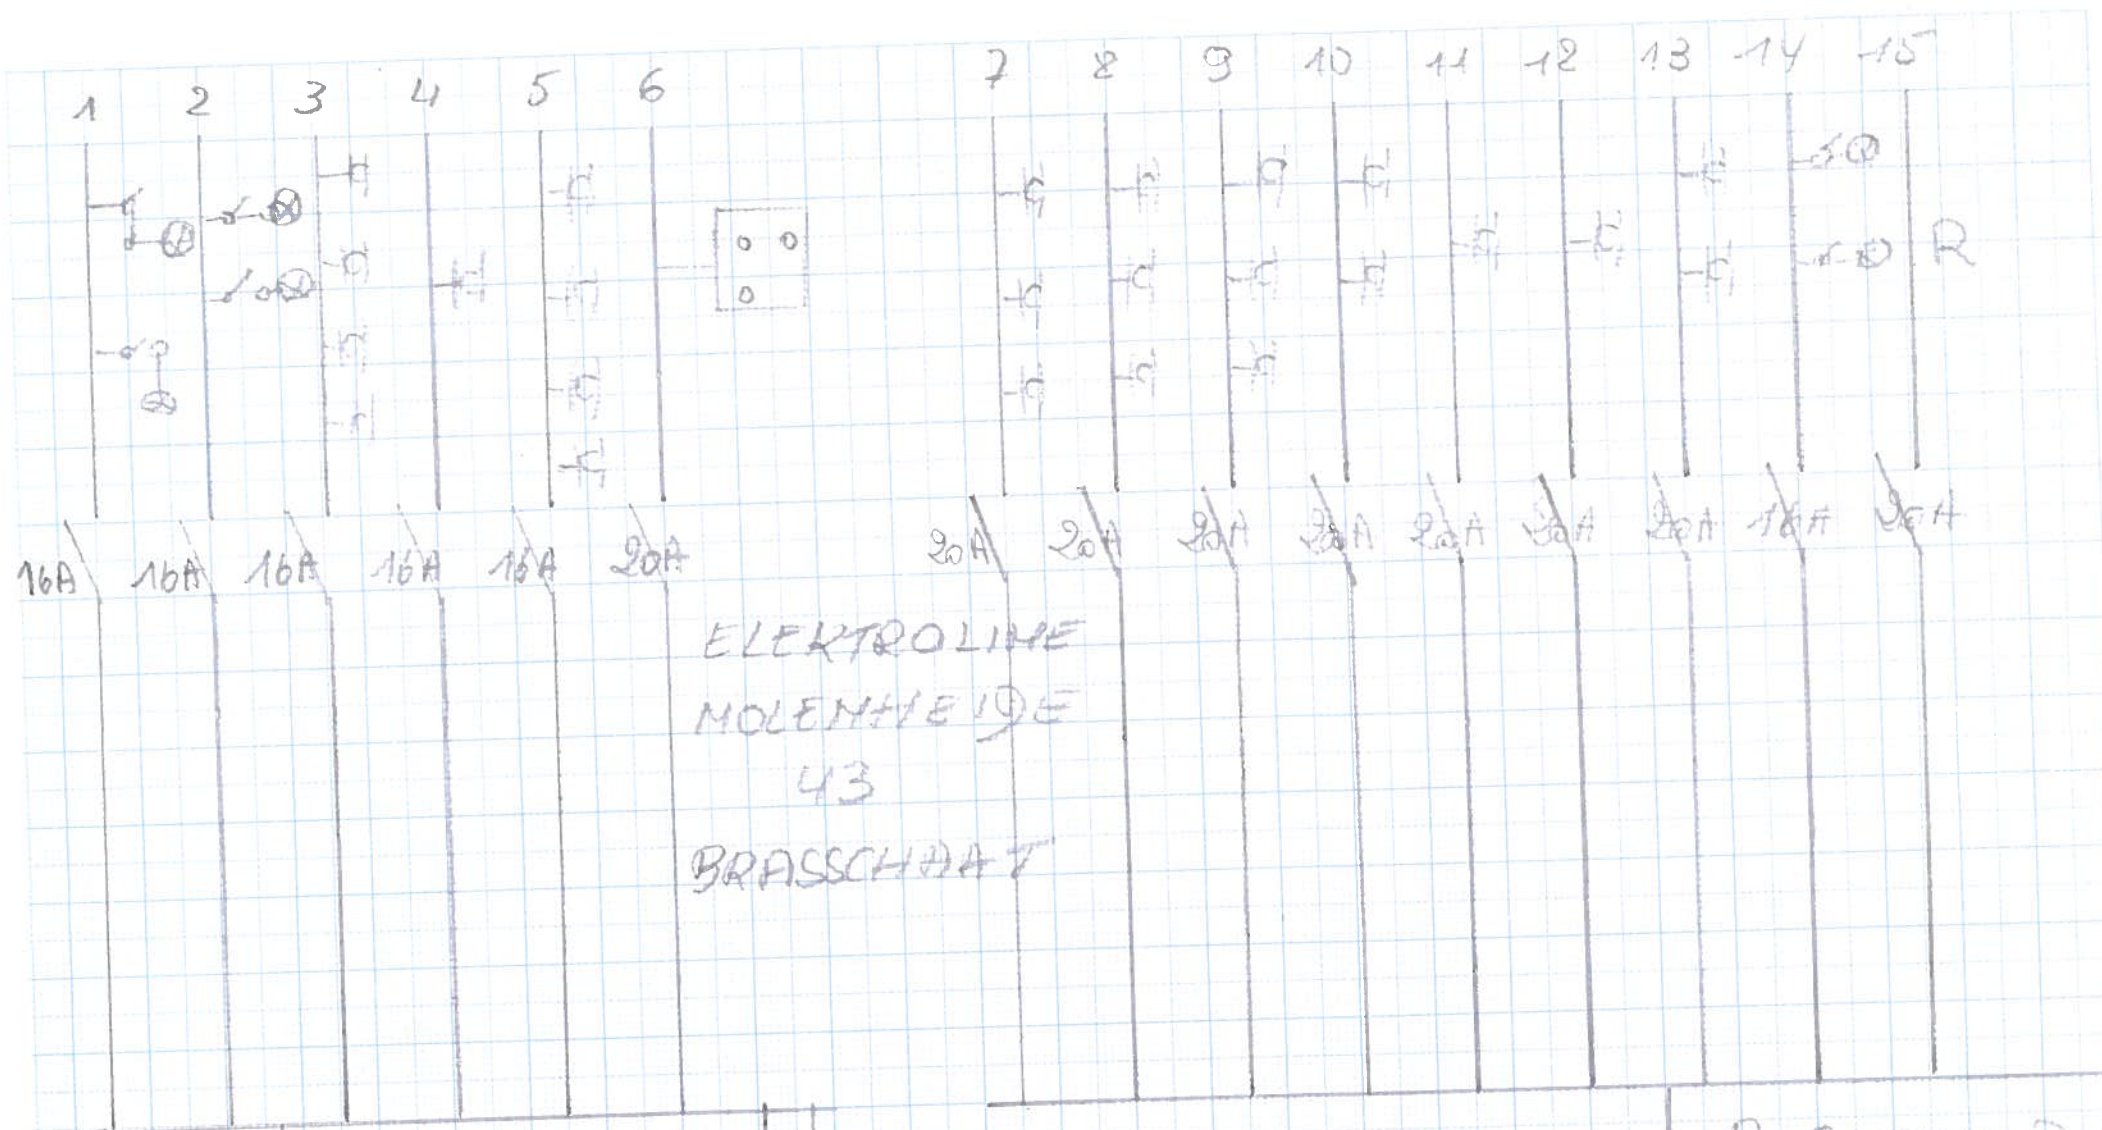 1 2 3 4 5 6 7 8 9 10 11 12 13 14 15
R
16A 16A 16A 16A 16A 20A 20A 20A 20A 20A 20A 20A 20A 16A 20A
ELEKTROLINE
MOLENHEIDE
43
BRASSCHAAT